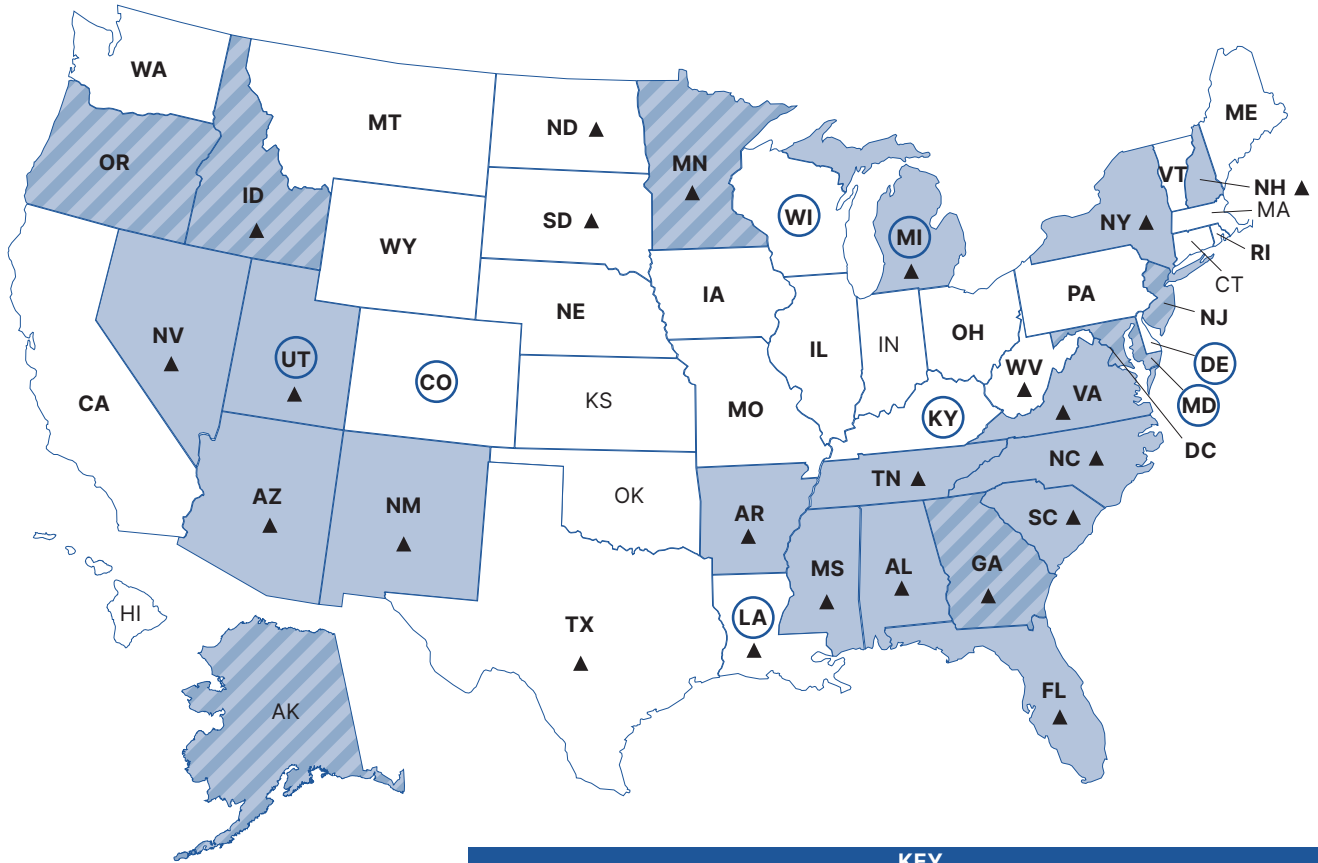 WA
ME
MT
ND ▲
OR
MN
▲
VT
NH ▲
ID
▲
MA
SD ▲
WI
NY ▲
MI
▲
WY
RI
CT
IA
PA
NE
NJ
NV
▲
OH
IL
IN
UT
▲
DE
WV
▲
CO
VA
▲
KS
CA
MO
MD
KY
DC
NC ▲
TN ▲
OK
AZ
▲
NM
▲
AR
▲
SC ▲
MS
▲
AL
▲
GA
▲
HI
LA
▲
TX
▲
FL
▲
AK
KEY